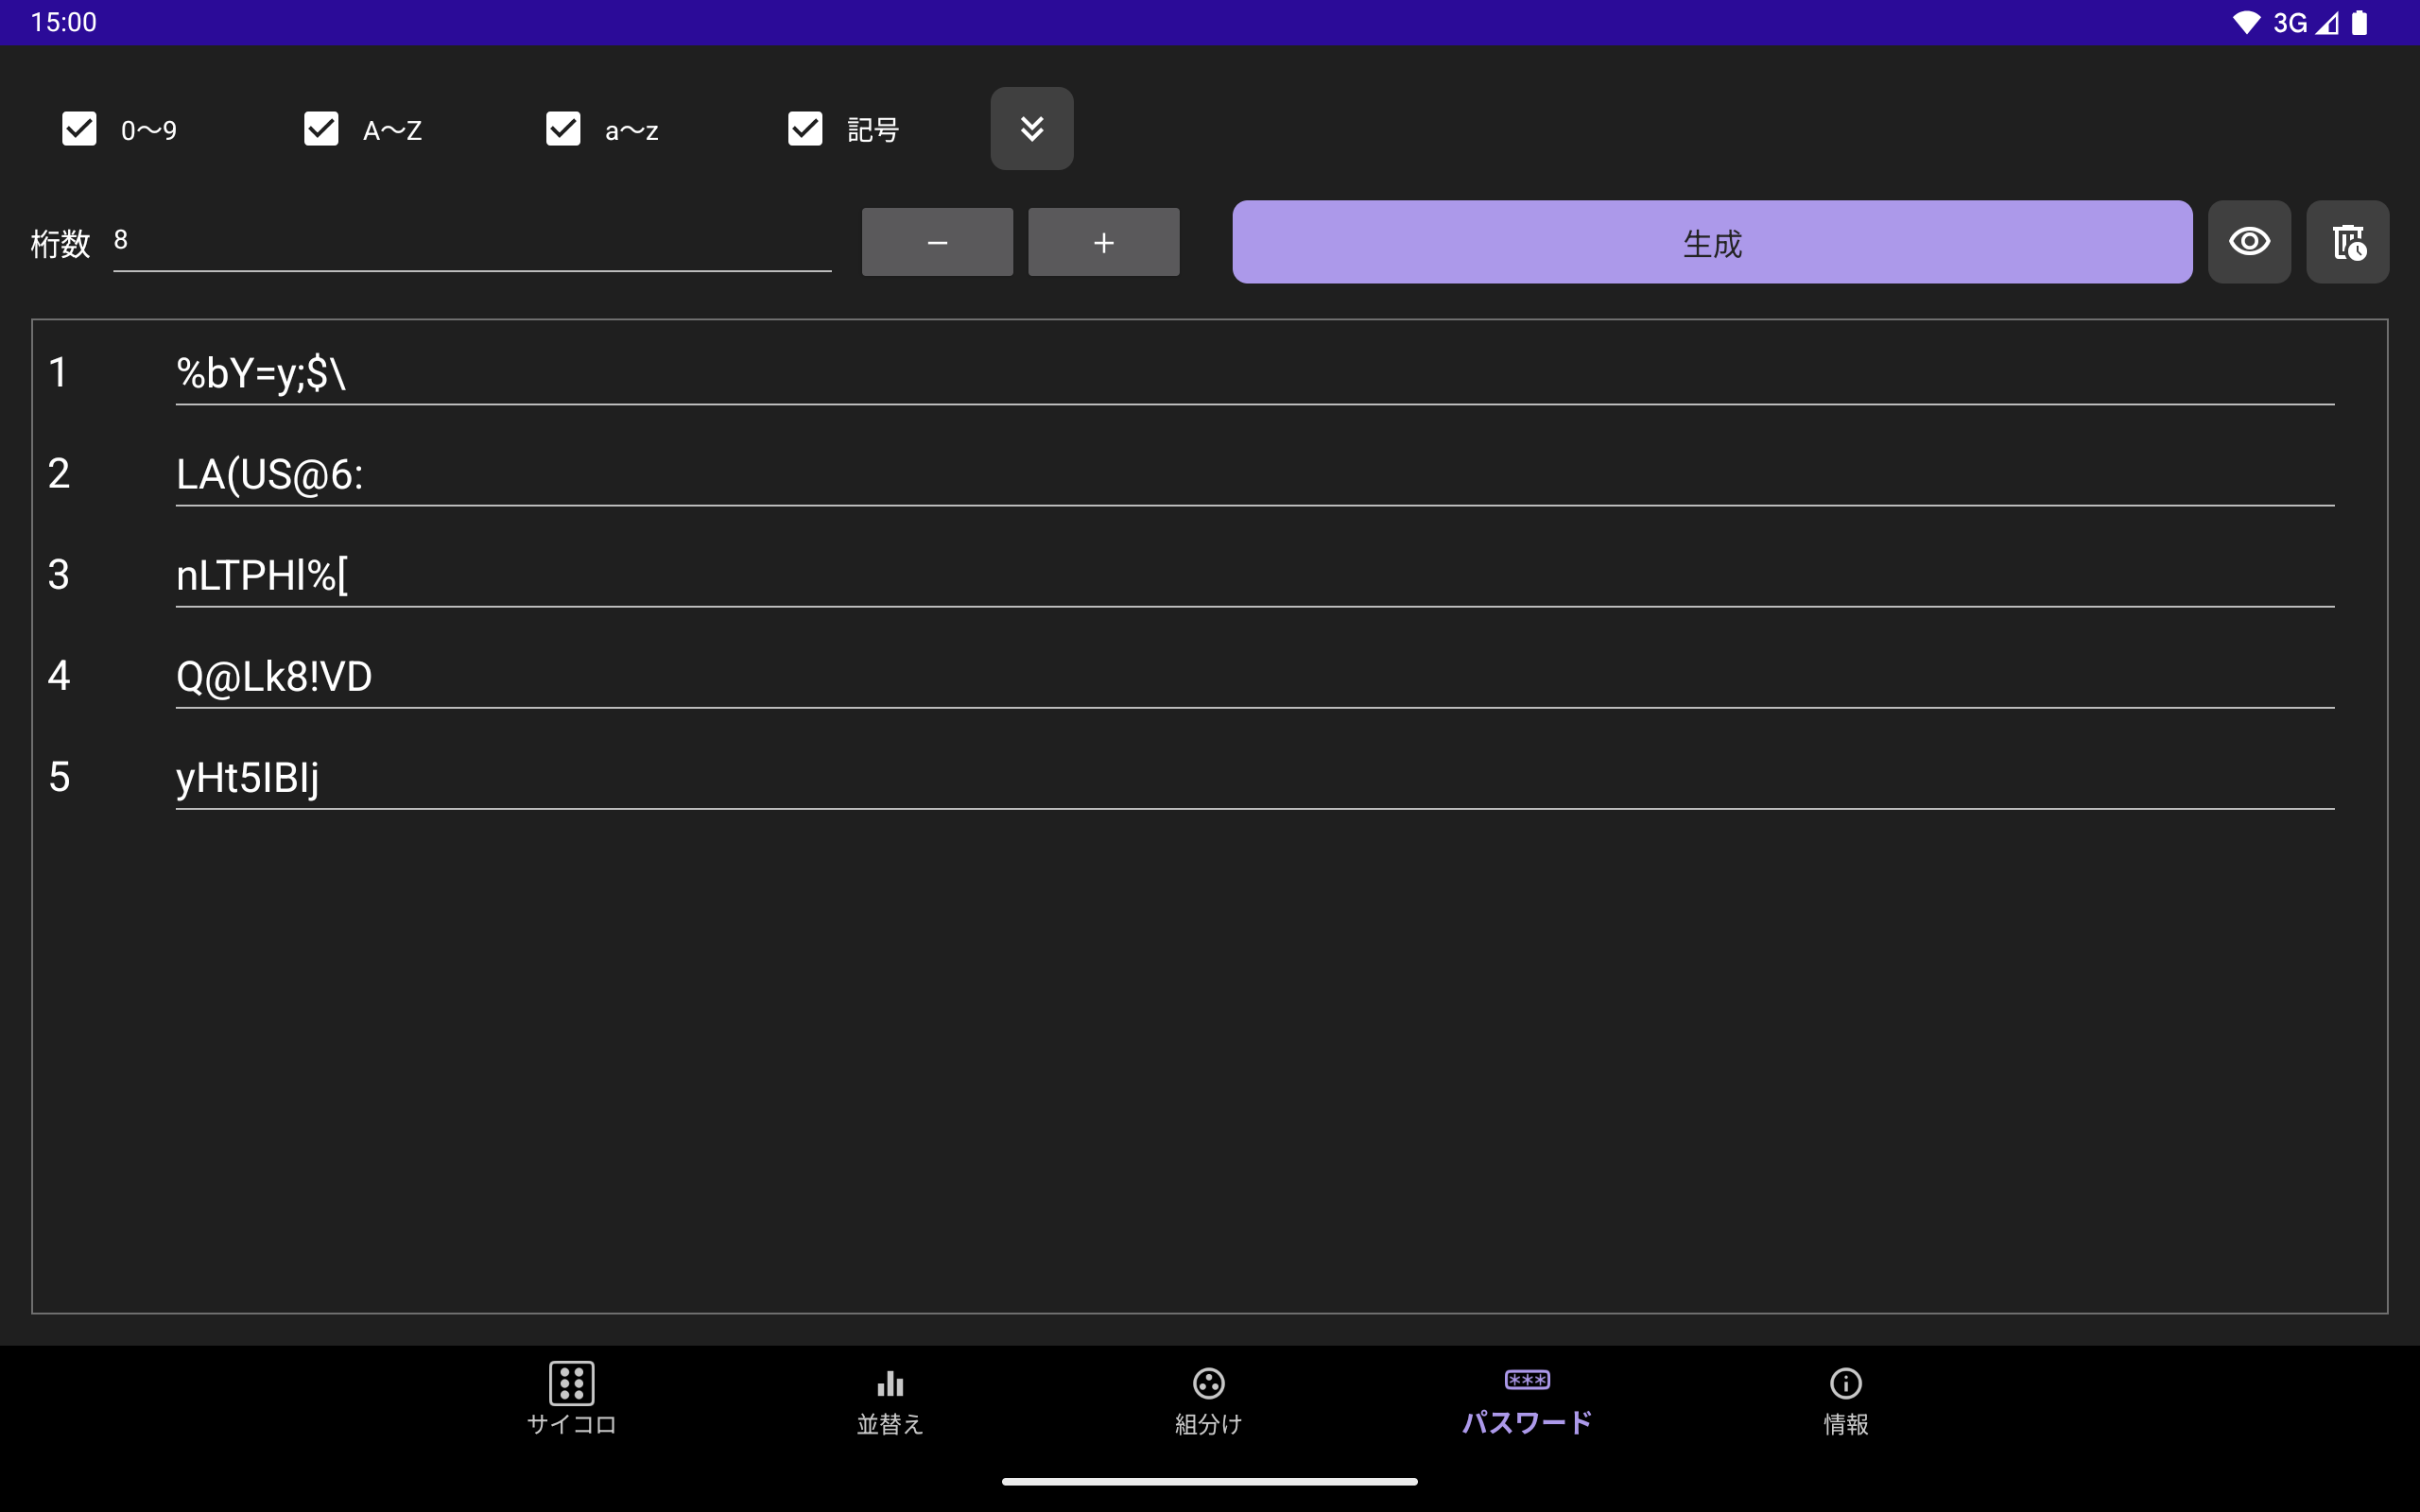 15:00 3G
0〜9 A〜Z a〜z 記号
桁数 8 − + 生成
1 %bY=y;$\
2 LA(US@6:
3 nLTPHl%[
4 Q@Lk8!VD
5 yHt5IBIj
サイコロ 並替え 組分け パスワード 情報